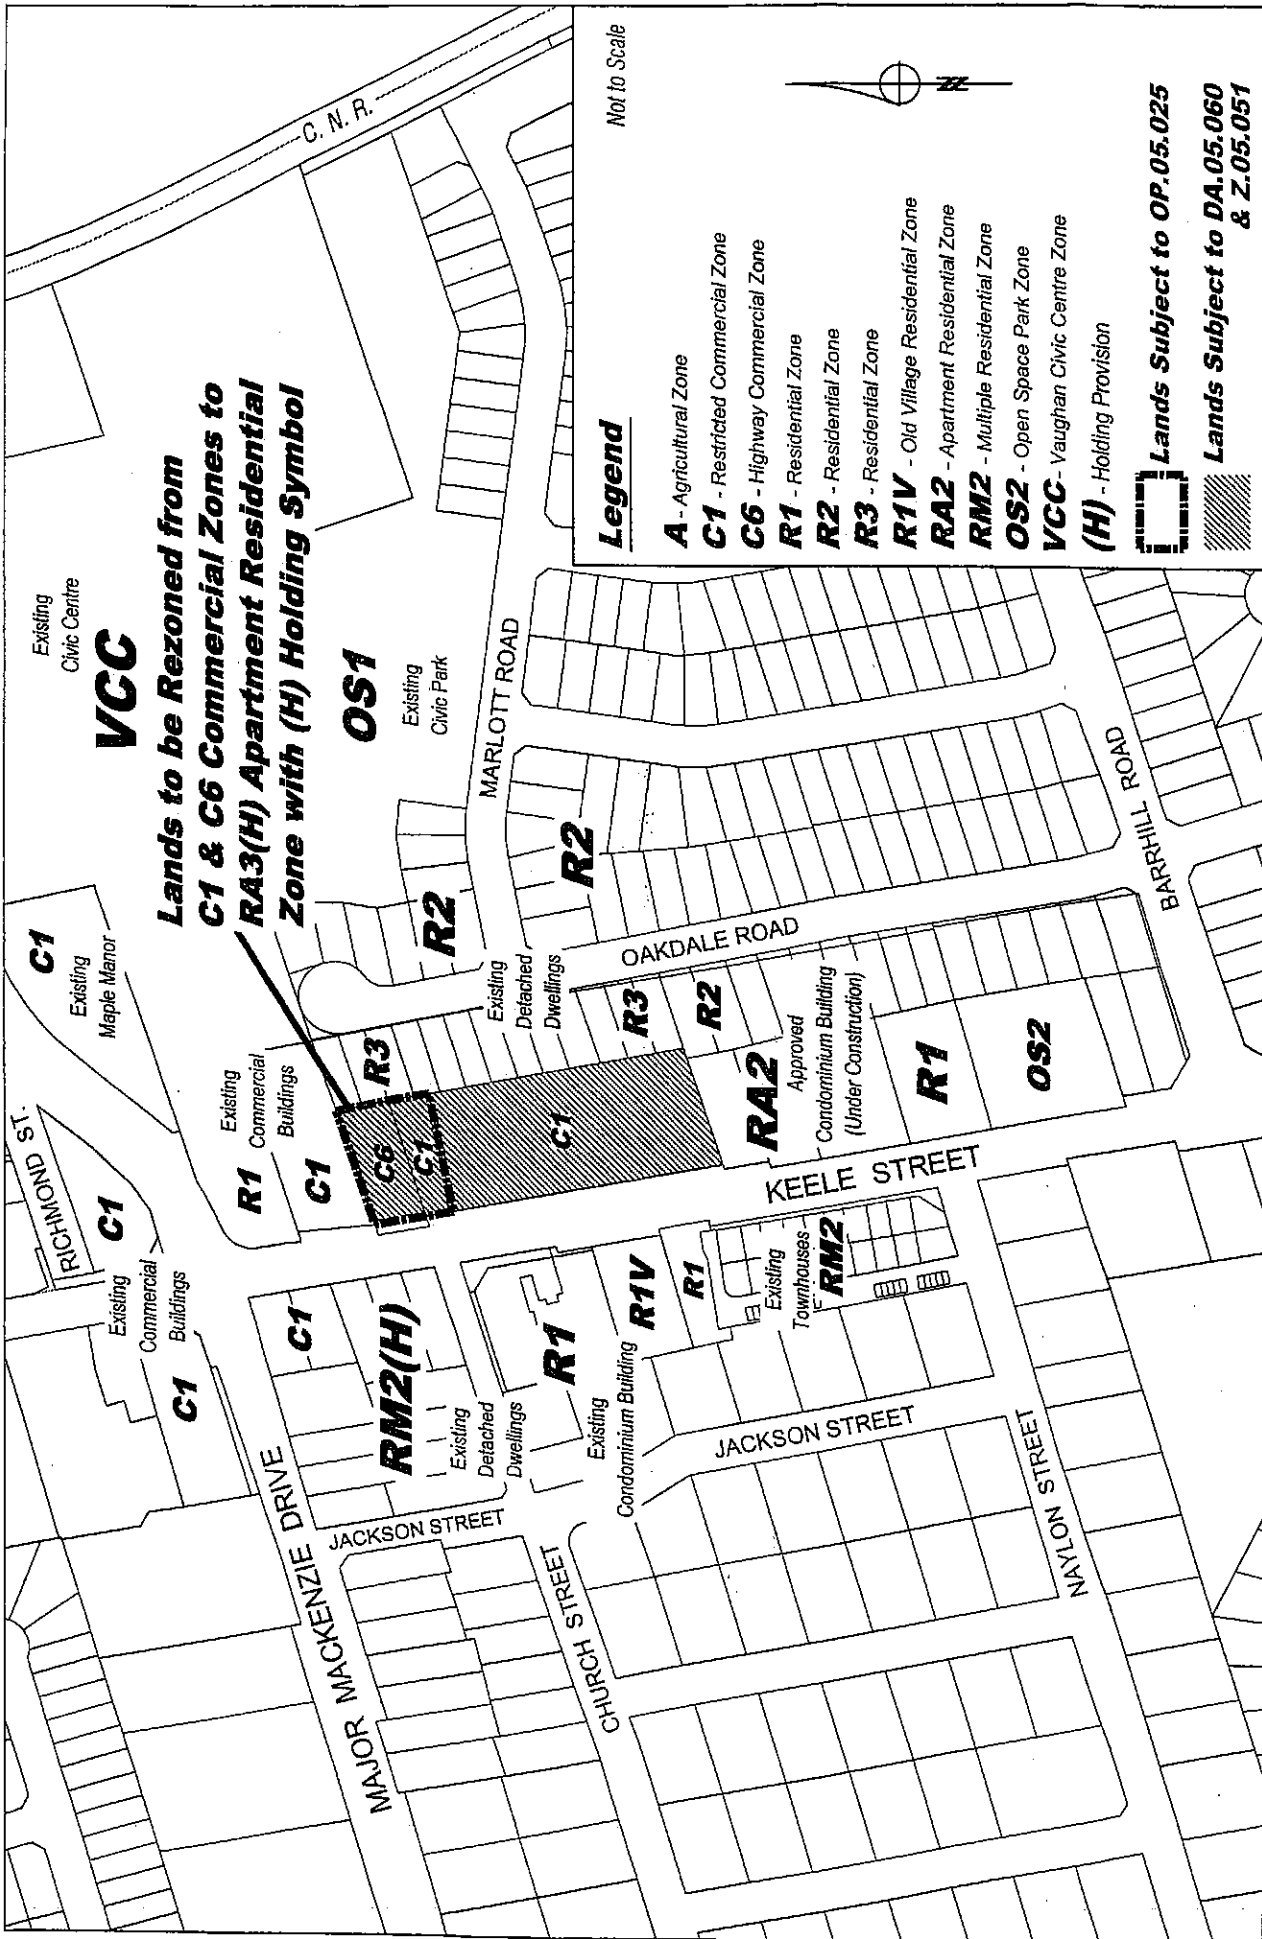 Existing
Civic Centre
VCC
Lands to be Rezoned from
C1 & C6 Commercial Zones to
RA3(H) Apartment Residential
Zone with (H) Holding Symbol
OS1
Existing
Civic Park
C. N. R.
MARLOTT ROAD
C1
Existing
Maple Manor
RICHMOND ST.
C1
Existing
Commercial
Buildings
C1
R1
Existing
Commercial
Buildings
C1
R3
C6
C1
C1
R2
R2
Existing
Detached
Dwellings
OAKDALE ROAD
R3
R2
RA2
Approved
Condominium Building
(Under Construction)
R1
OS2
BARRHILL ROAD
KEELE STREET
MAJOR MACKENZIE DRIVE
C1
RM2(H)
Existing
Detached
Dwellings
R1
Existing
Condominium Building
R1V
R1
Existing
Townhouses
RM2
JACKSON STREET
JACKSON STREET
CHURCH STREET
NAYLON STREET
Not to Scale
N
Legend
A - Agricultural Zone
C1 - Restricted Commercial Zone
C6 - Highway Commercial Zone
R1 - Residential Zone
R2 - Residential Zone
R3 - Residential Zone
R1V - Old Village Residential Zone
RA2 - Apartment Residential Zone
RM2 - Multiple Residential Zone
OS2 - Open Space Park Zone
VCC - Vaughan Civic Centre Zone
(H) - Holding Provision
Lands Subject to OP.05.025
Lands Subject to DA.05.060
& Z.05.051